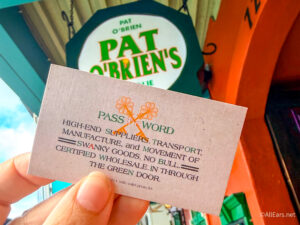 PAT
O'BRIEN
PAT
O'BRIEN'S
12
PASS WORD
HIGH-END SUPPLIERS, TRANSPORT,
MANUFACTURE, and MOVEMENT OF
SWANKY GOODS, NO BULL.
CERTIFIED WHOLESALE IN THROUGH
THE GREEN DOOR.
©AllEars.net